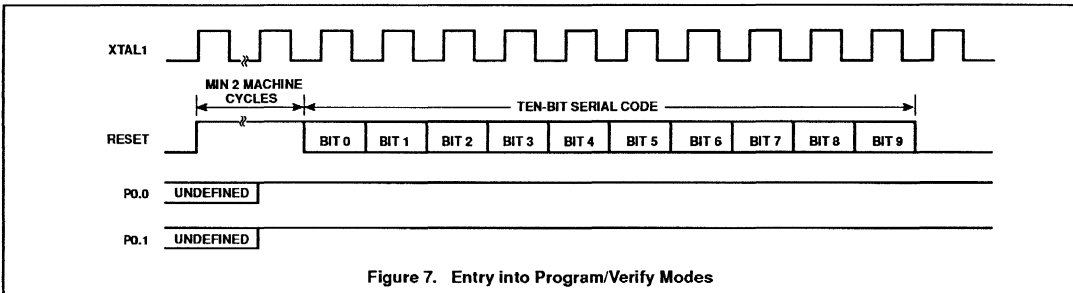 XTAL1
MIN 2 MACHINE
CYCLES
TEN-BIT SERIAL CODE
RESET
BIT 0 BIT 1 BIT 2 BIT 3 BIT 4 BIT 5 BIT 6 BIT 7 BIT 8 BIT 9
P0.0
UNDEFINED
P0.1
UNDEFINED
Figure 7. Entry into Program/Verify Modes